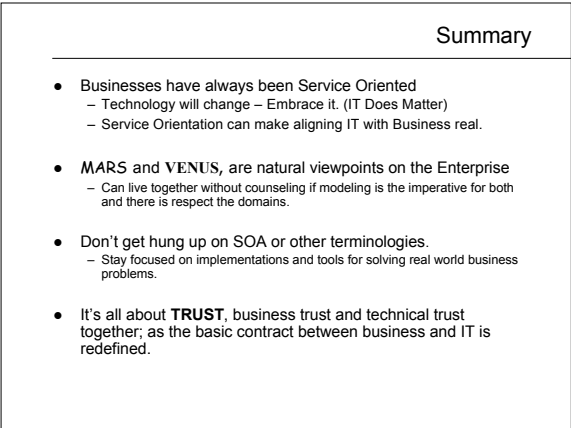 Summary
● Businesses have always been Service Oriented
– Technology will change – Embrace it. (IT Does Matter)
– Service Orientation can make aligning IT with Business real.
● MARS and VENUS, are natural viewpoints on the Enterprise
– Can live together without counseling if modeling is the imperative for both
and there is respect the domains.
● Don't get hung up on SOA or other terminologies.
– Stay focused on implementations and tools for solving real world business
problems.
● It's all about TRUST, business trust and technical trust
together; as the basic contract between business and IT is
redefined.